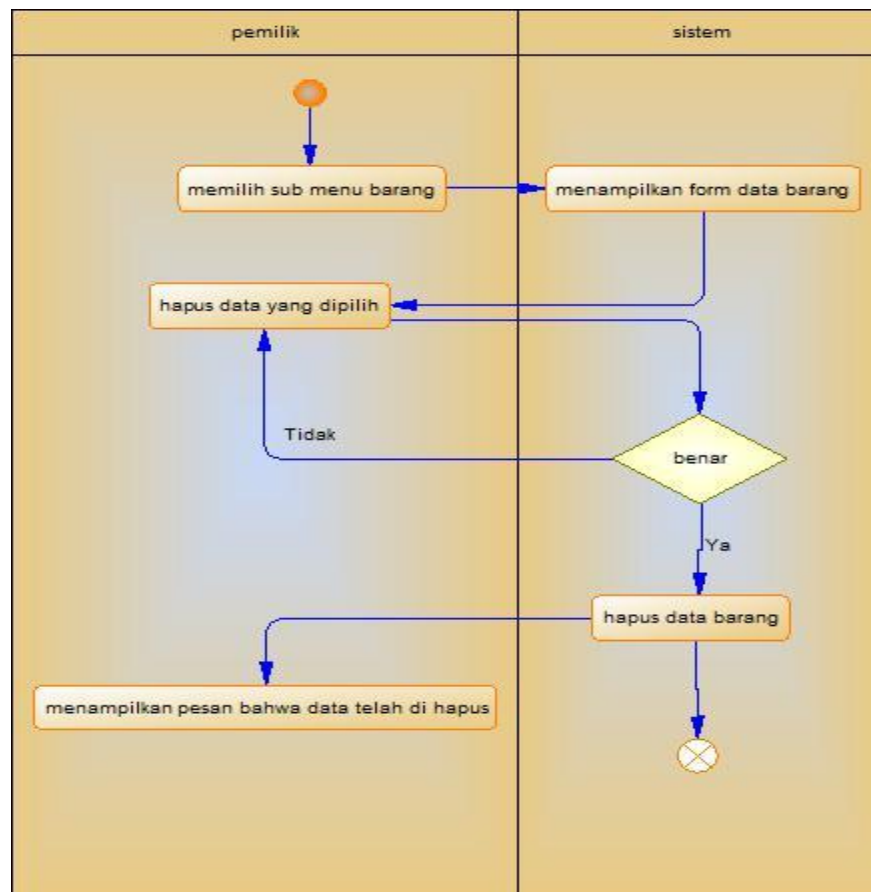 pemilik
sistem
memilih sub menu barang
menampilkan form data barang
hapus data yang dipilih
Tidak
benar
Ya
hapus data barang
menampilkan pesan bahwa data telah di hapus